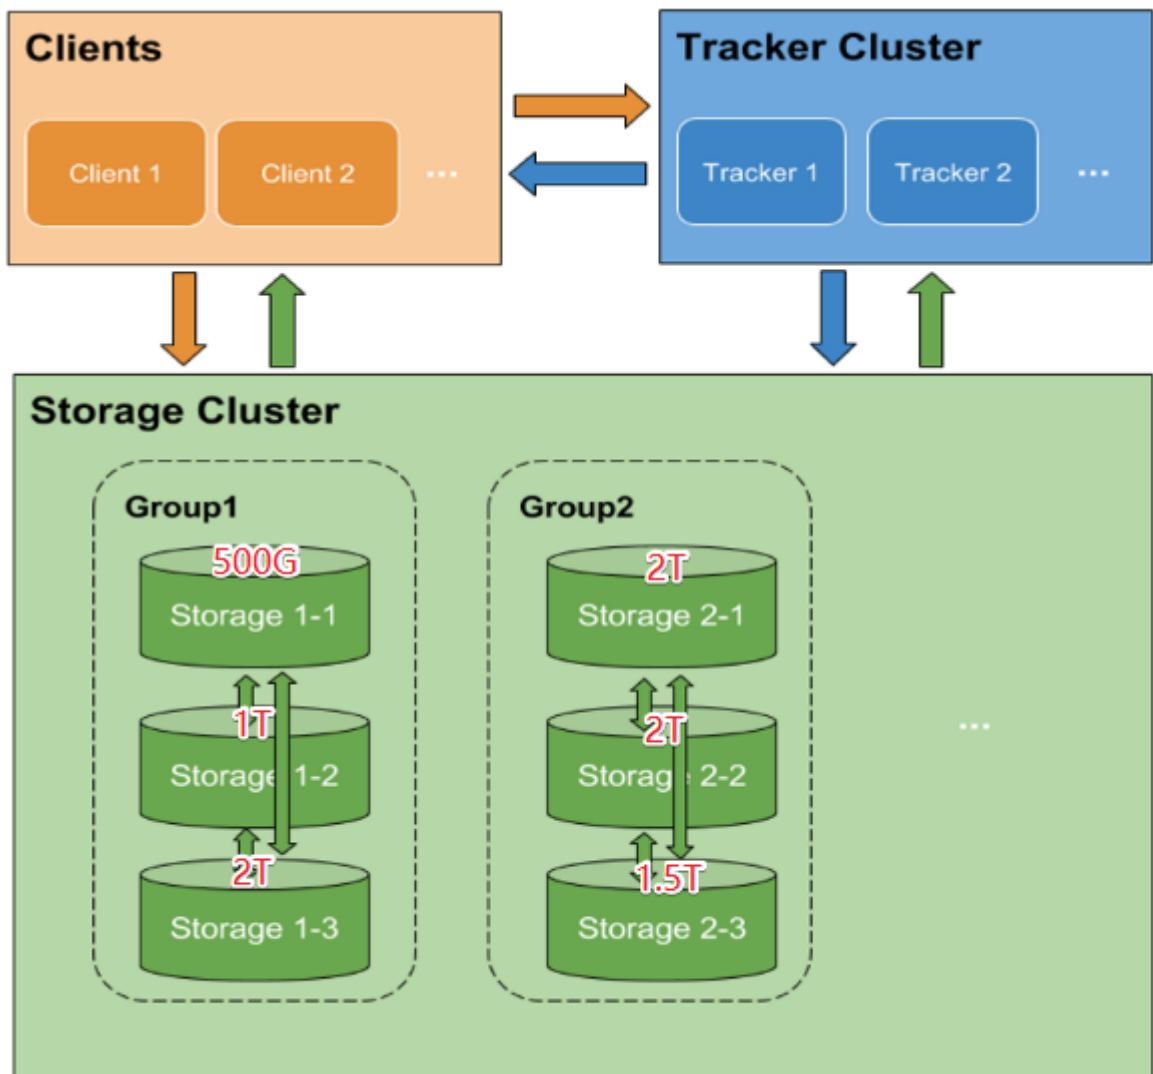 Clients
Tracker Cluster
Client 1
Client 2
...
Tracker 1
Tracker 2
...
Storage Cluster
Group1
Group2
500G
Storage 1-1
2T
Storage 2-1
1T
Storage 1-2
2T
Storage 2-2
...
2T
Storage 1-3
1.5T
Storage 2-3